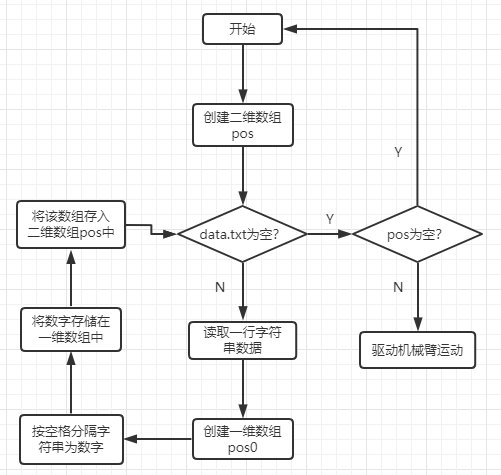 开始
创建二维数组
pos
Y
将该数组存入
二维数组pos中
data.txt为空?
Y
pos为空?
N
N
将数字存储在
一维数组中
读取一行字符
串数据
驱动机械臂运动
按空格分隔字
符串为数字
创建一维数组
pos0